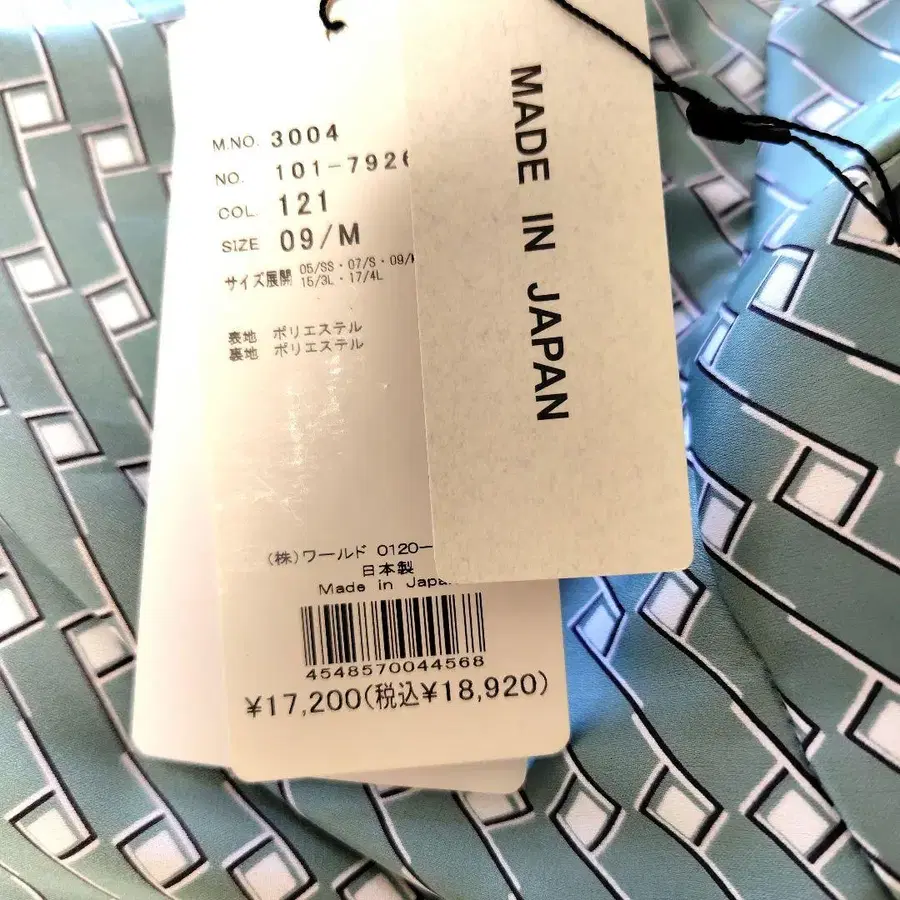 M.NO. 3004
NO. 101-7926
COL. 121
SIZE 09/M
サイズ展開 05/SS・07/S・09/
15/3L・17/4L
表地 ポリエステル
裏地 ポリエステル
(株)ワールド 0120-
日本製
Made in Japan
4548570044568
¥17,200(税込¥18,920)
MADE IN JAPAN